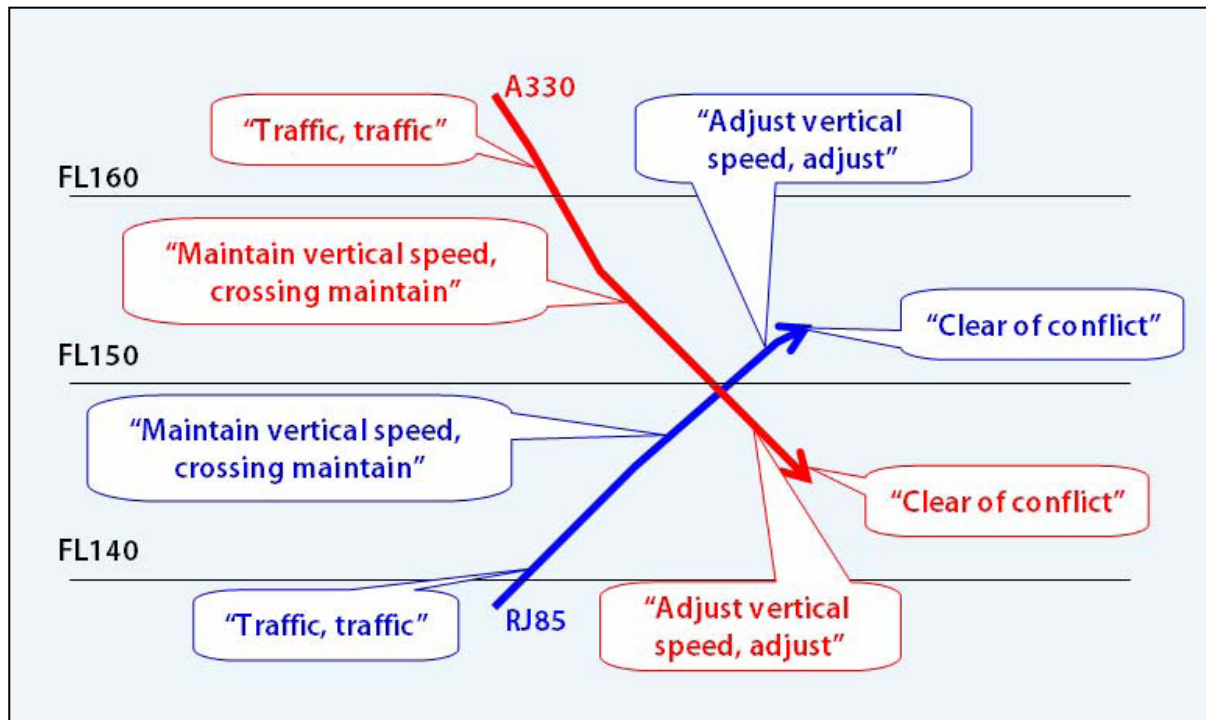 A330
“Traffic, traffic”
“Adjust vertical
speed, adjust”
FL160
“Maintain vertical speed,
crossing maintain”
“Clear of conflict”
FL150
“Maintain vertical speed,
crossing maintain”
“Clear of conflict”
FL140
“Traffic, traffic”
RJ85
“Adjust vertical
speed, adjust”